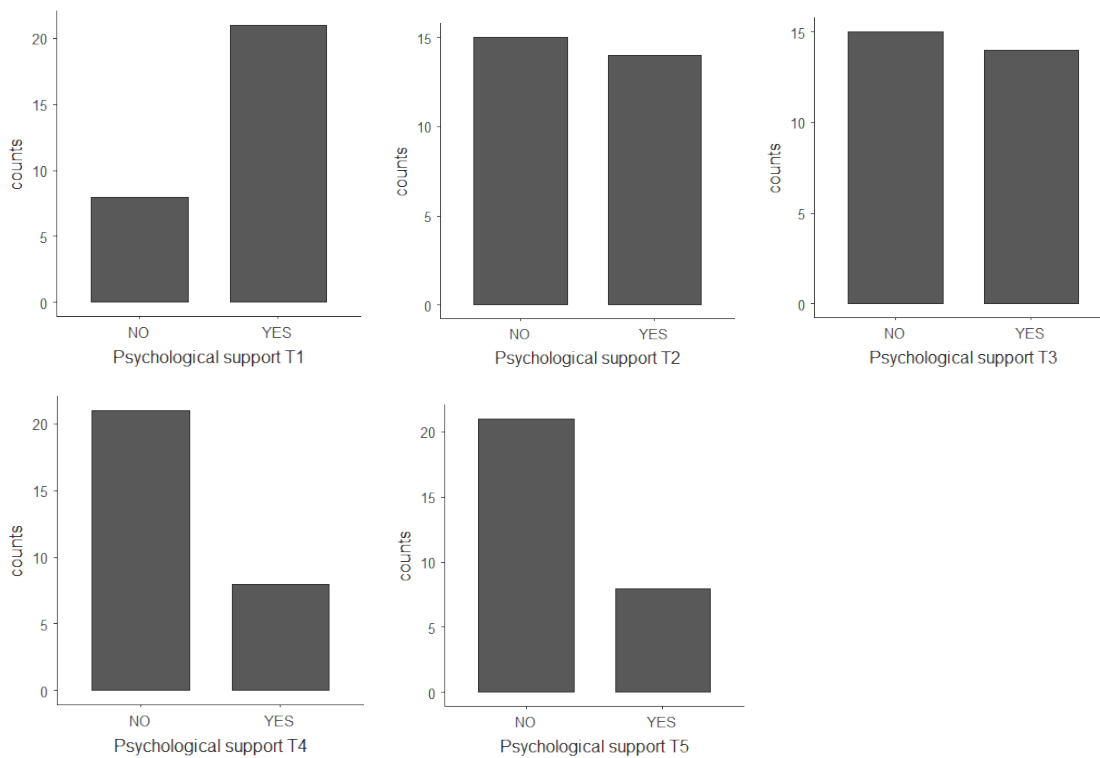 20
15
10
5
0
counts
NO YES
Psychological support T1
15
10
5
0
counts
NO YES
Psychological support T2
15
10
5
0
counts
NO YES
Psychological support T3
20
15
10
5
0
counts
NO YES
Psychological support T4
20
15
10
5
0
counts
NO YES
Psychological support T5